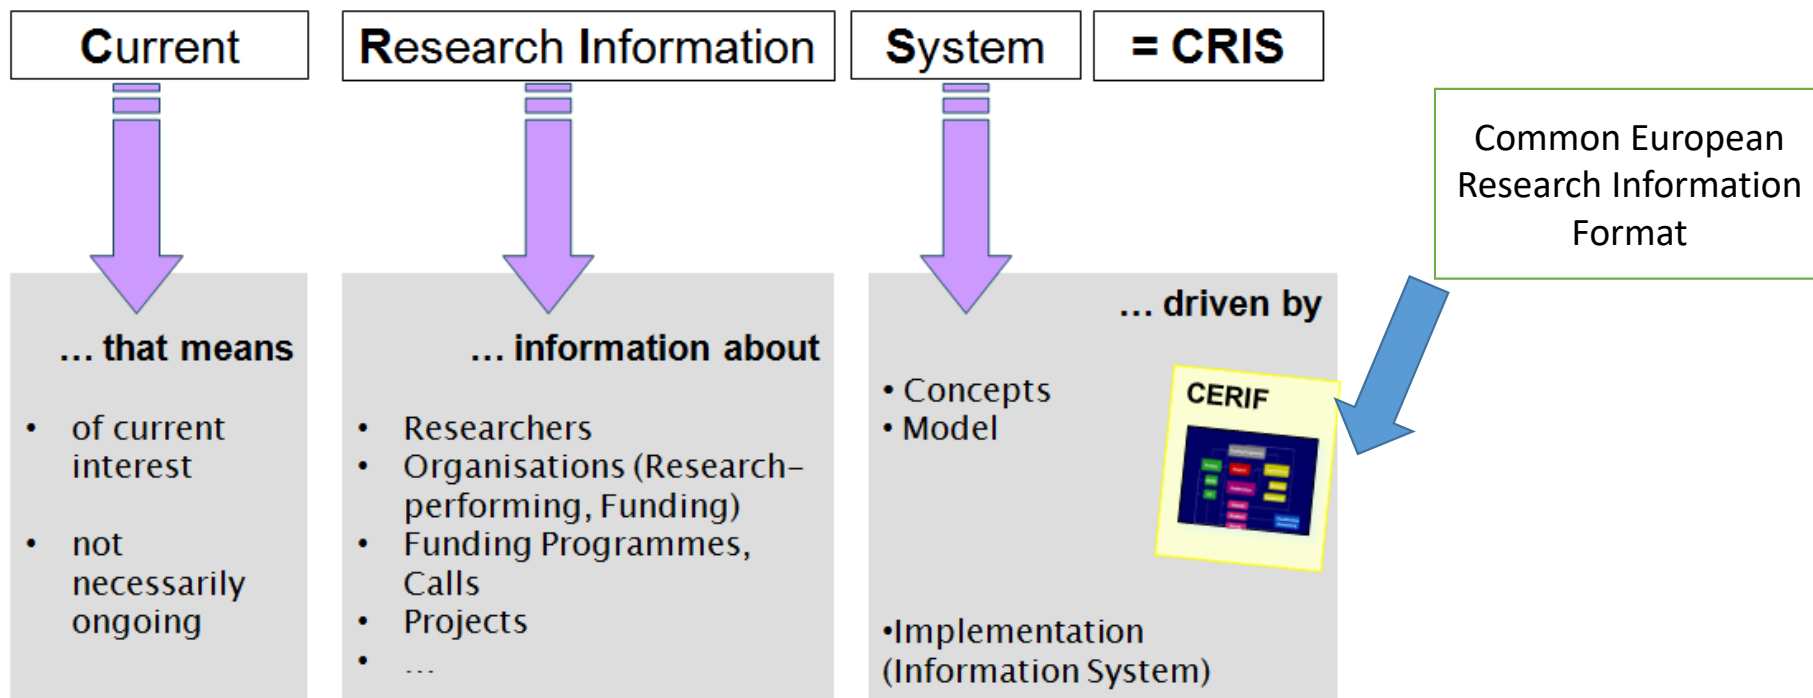 Current
Research Information
System
= CRIS
Common European
Research Information
Format
… that means
• of current
interest
• not
necessarily
ongoing
… information about
• Researchers
• Organisations (Research-
performing, Funding)
• Funding Programmes,
Calls
• Projects
• …
… driven by
• Concepts
• Model
CERIF
•Implementation
(Information System)